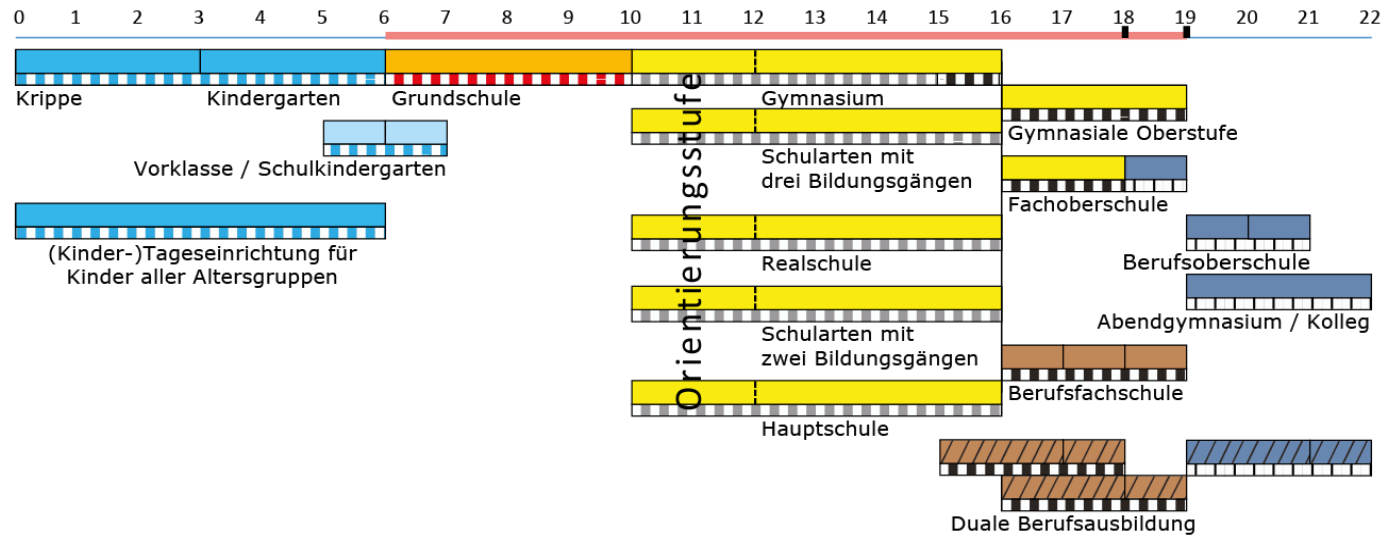 0 1 2 3 4 5 6 7 8 9 10 11 12 13 14 15 16 17 18 19 20 21 22
Krippe
Kindergarten
Grundschule
Orientierungsstufe
Gymnasium
Gymnasiale Oberstufe
Vorklasse / Schulkindergarten
Schularten mit
drei Bildungsgängen
Fachoberschule
(Kinder-)Tageseinrichtung für
Kinder aller Altersgruppen
Realschule
Berufsoberschule
Abendgymnasium / Kolleg
Schularten mit
zwei Bildungsgängen
Berufsfachschule
Hauptschule
Duale Berufsausbildung